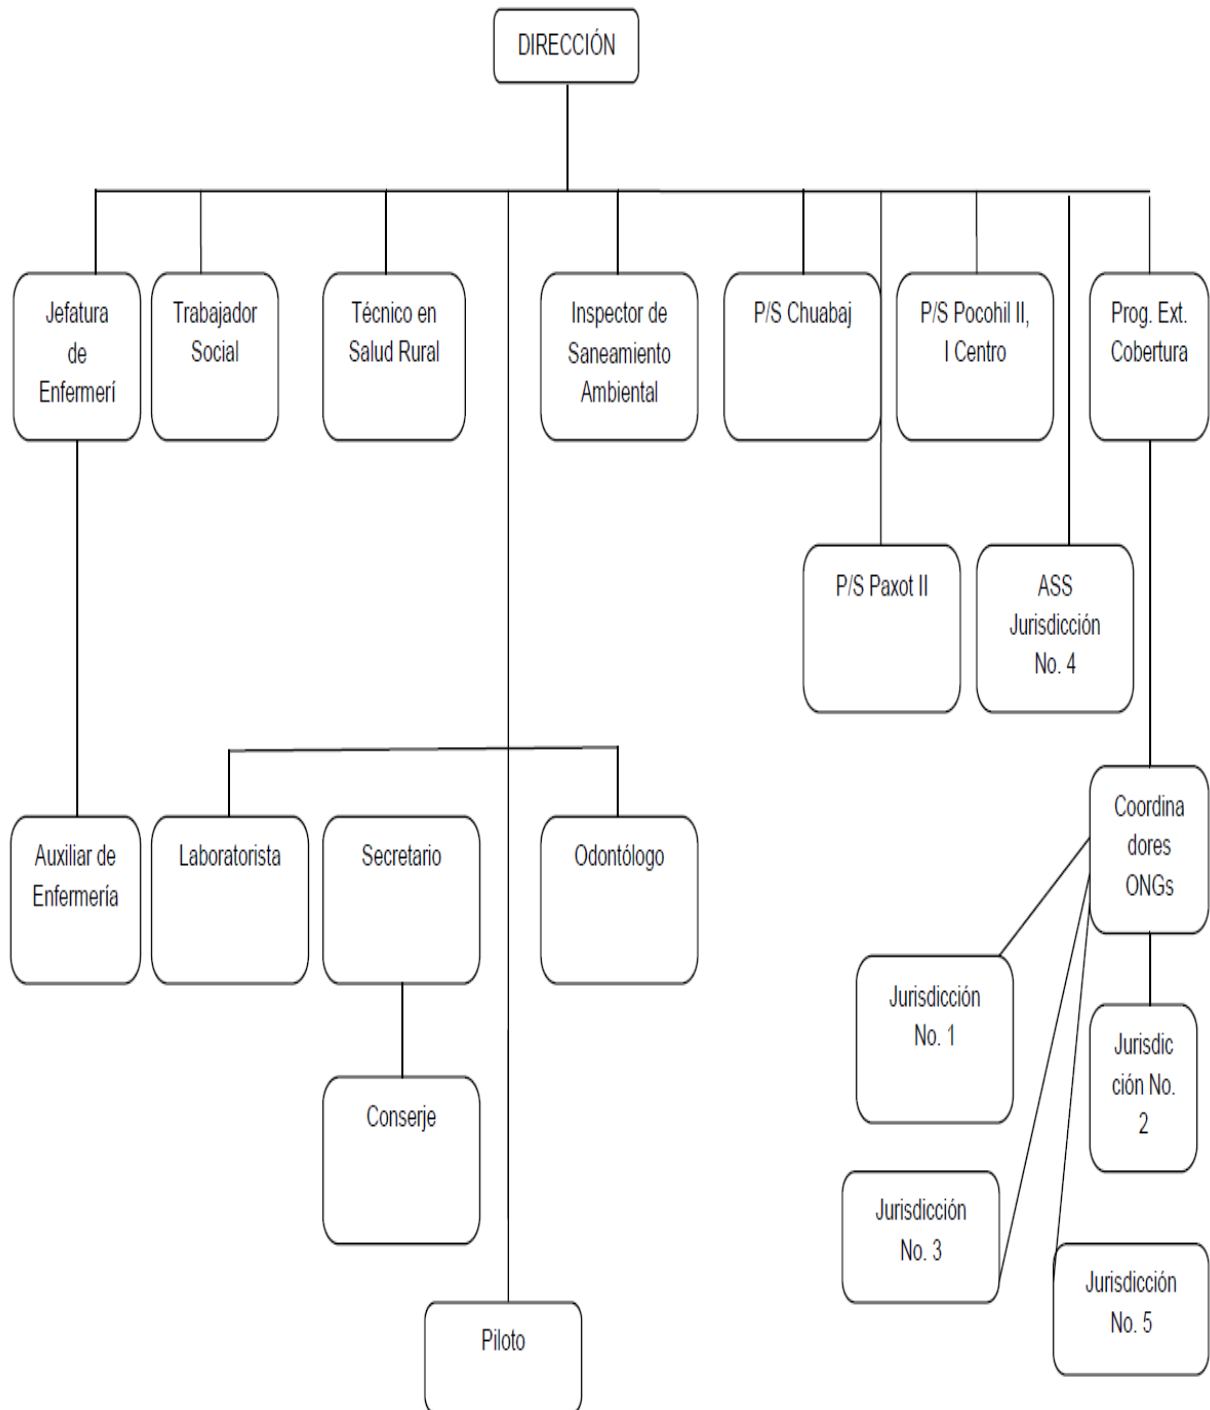 DIRECCIÓN
Jefatura
de
Enfermerí
Trabajador
Social
Técnico en
Salud Rural
Inspector de
Saneamiento
Ambiental
P/S Chuabaj
P/S Pocohil II,
I Centro
Prog. Ext.
Cobertura
P/S Paxot II
ASS
Jurisdicción
No. 4
Auxiliar de
Enfermería
Laboratorista
Secretario
Odontólogo
Coordina
dores
ONGs
Jurisdicción
No. 1
Jurisdic
ción No.
2
Conserje
Jurisdicción
No. 3
Jurisdicción
No. 5
Piloto